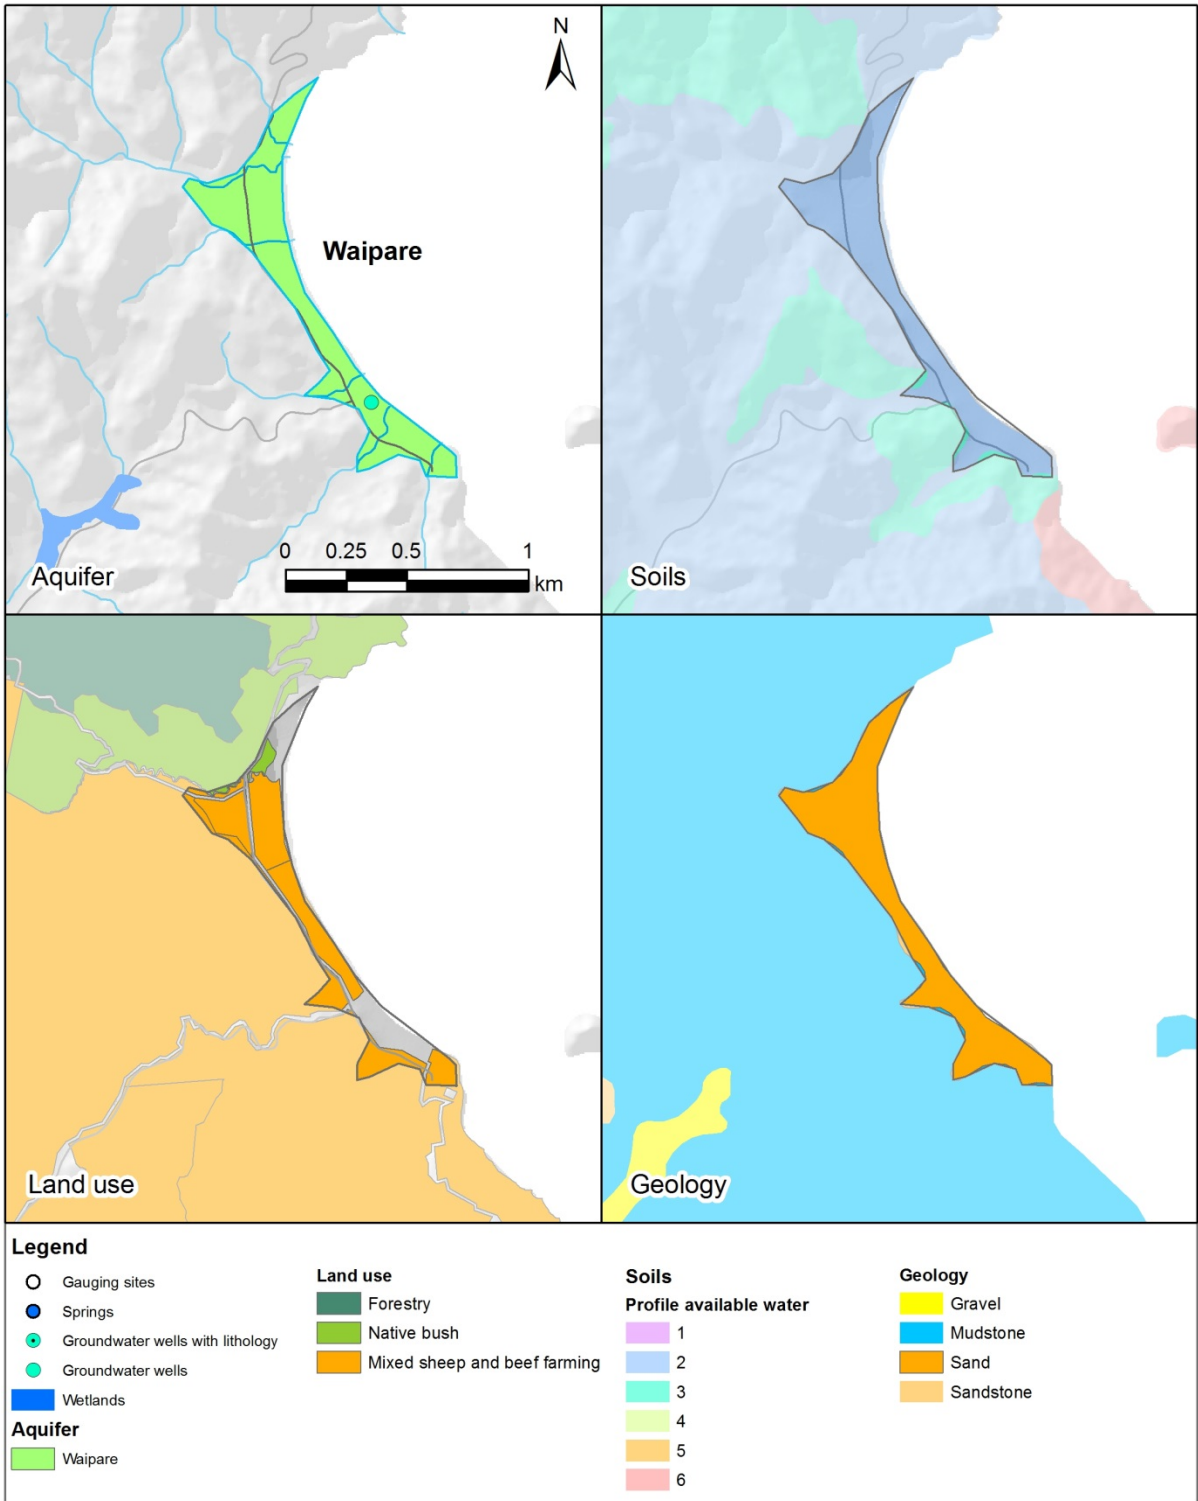 N
Waipare
0 0.25 0.5 1
km
Aquifer
Soils
Land use
Geology
Legend
Gauging sites
Springs
Groundwater wells with lithology
Groundwater wells
Wetlands
Aquifer
Waipare
Land use
Forestry
Native bush
Mixed sheep and beef farming
Soils
Profile available water
1
2
3
4
5
6
Geology
Gravel
Mudstone
Sand
Sandstone